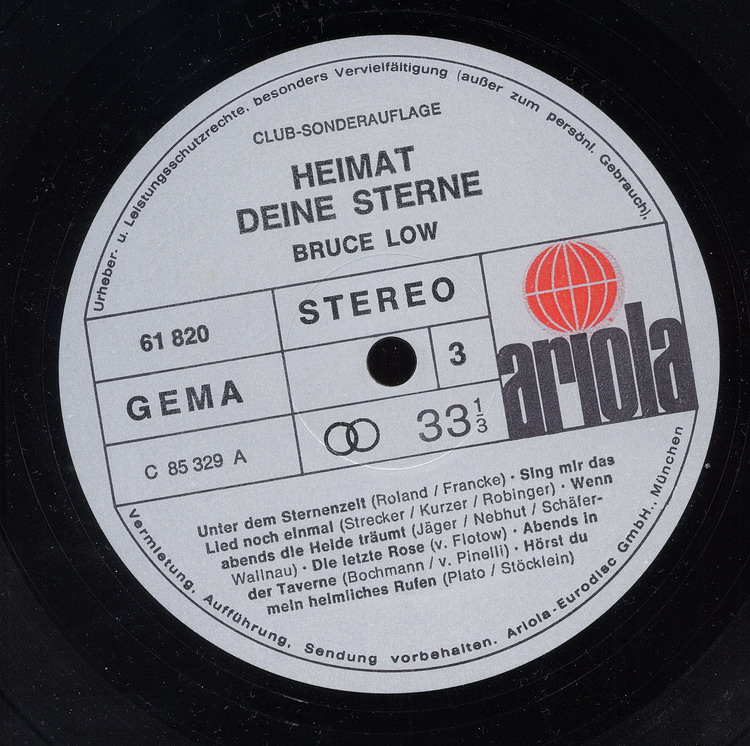 Urheber- u. Leistungsschutzrechte, besonders Vervielfältigung (außer zum persönl. Gebrauch),
CLUB-SONDERAUFLAGE
HEIMAT
DEINE STERNE
BRUCE LOW
61 820
STEREO
GEMA
3
ariola
C 85 329 A
33 1/3
Unter dem Sternenzelt (Roland / Francke) · Sing mir das
Lied noch einmal (Strecker / Kurzer / Robinger) · Wenn
abends die Heide träumt (Jäger / Nebhut / Schäfer-
Wallnau) · Die letzte Rose (v. Flotow) · Abends in
der Taverne (Bochmann / v. Pinelli) · Hörst du
mein heimliches Rufen (Plato / Stöcklein)
Vermietung, Aufführung, Sendung vorbehalten. Ariola-Eurodisc GmbH., München